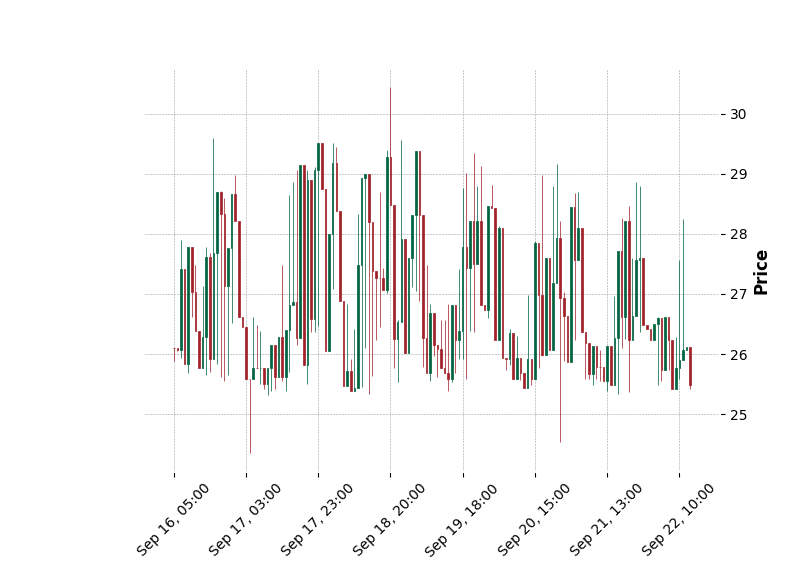 30
29
28
27
26
25
Price
Sep 16, 05:00
Sep 17, 03:00
Sep 17, 23:00
Sep 18, 20:00
Sep 19, 18:00
Sep 20, 15:00
Sep 21, 13:00
Sep 22, 10:00